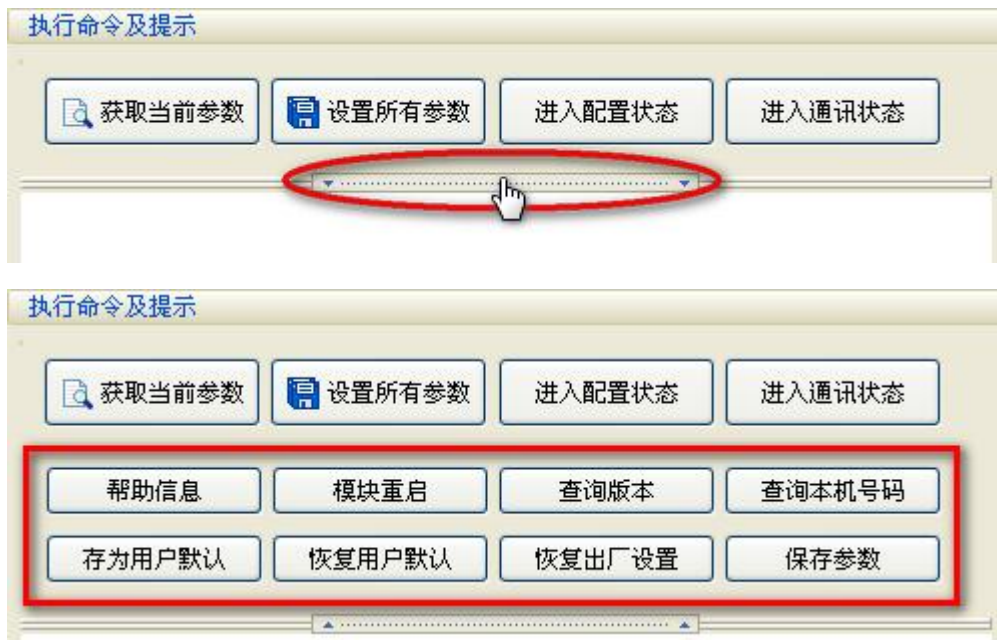 执行命令及提示
获取当前参数 设置所有参数 进入配置状态 进入通讯状态
执行命令及提示
获取当前参数 设置所有参数 进入配置状态 进入通讯状态
帮助信息 模块重启 查询版本 查询本机号码
存为用户默认 恢复用户默认 恢复出厂设置 保存参数